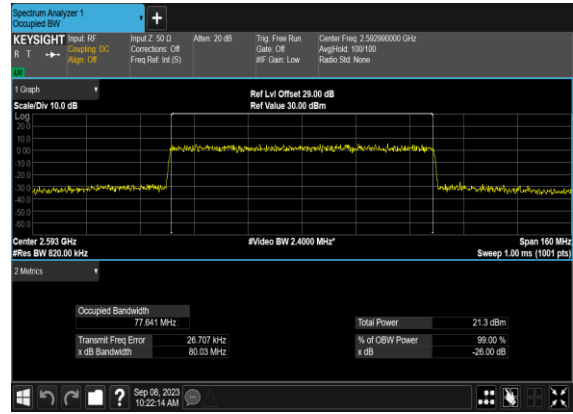 Spectrum Analyzer 1
Occupied BW
KEYSIGHT Input: RF Input Z: 50 Ω Atten: 20 dB Trig: Free Run Center Freq: 2.592990000 GHz
R T Coupling: DC Corrections: Off Gate: Off Avg|Hold: 100/100
Align: Off Freq Ref: Int (S) #IF Gain: Low Radio Std: None
1 Graph
Ref Lvl Offset 29.00 dB
Scale/Div 10.0 dB Ref Value 30.00 dBm
Log
20.0
10.0
0.00
-10.0
-20.0
-30.0
-40.0
-50.0
-60.0
Center 2.593 GHz #Video BW 2.4000 MHz* Span 160 MHz
#Res BW 820.00 kHz Sweep 1.00 ms (1001 pts)
2 Metrics
Occupied Bandwidth
77.641 MHz Total Power 21.3 dBm
Transmit Freq Error 26.707 kHz % of OBW Power 99.00 %
x dB Bandwidth 80.03 MHz x dB -26.00 dB
Sep 08, 2023
10:22:14 AM